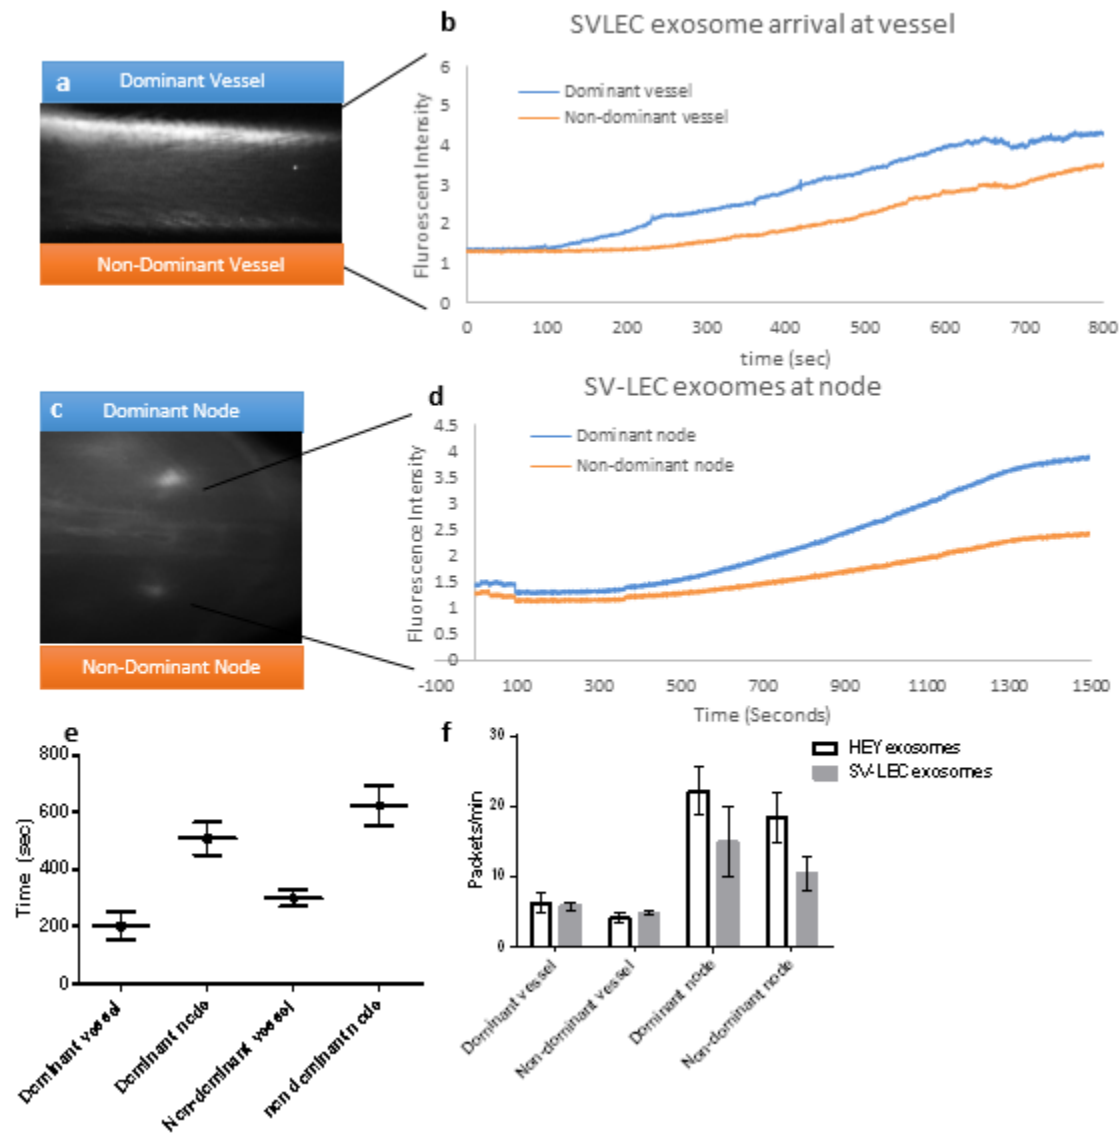 b
SVLEC exosome arrival at vessel
a
Dominant Vessel
Non-Dominant Vessel
Fluroescent Intensity
6
5
4
3
2
1
0
Dominant vessel
Non-dominant vessel
0 100 200 300 400 500 600 700 800
time (sec)
c
Dominant Node
Non-Dominant Node
d
SV-LEC exoomes at node
Fluorescence Intensity
4.5
4
3.5
3
2.5
2
1.5
1
0.5
0
Dominant node
Non-dominant node
-100 100 300 500 700 900 1100 1300 1500
Time (Seconds)
e
Time (sec)
800
600
400
200
0
Dominant vessel
Dominant node
Non-dominant vessel
non dominant node
f
Packets/min
30
20
10
0
HEY exosomes
SV-LEC exosomes
Dominant vessel
Non-dominant vessel
Dominant node
Non-dominant node